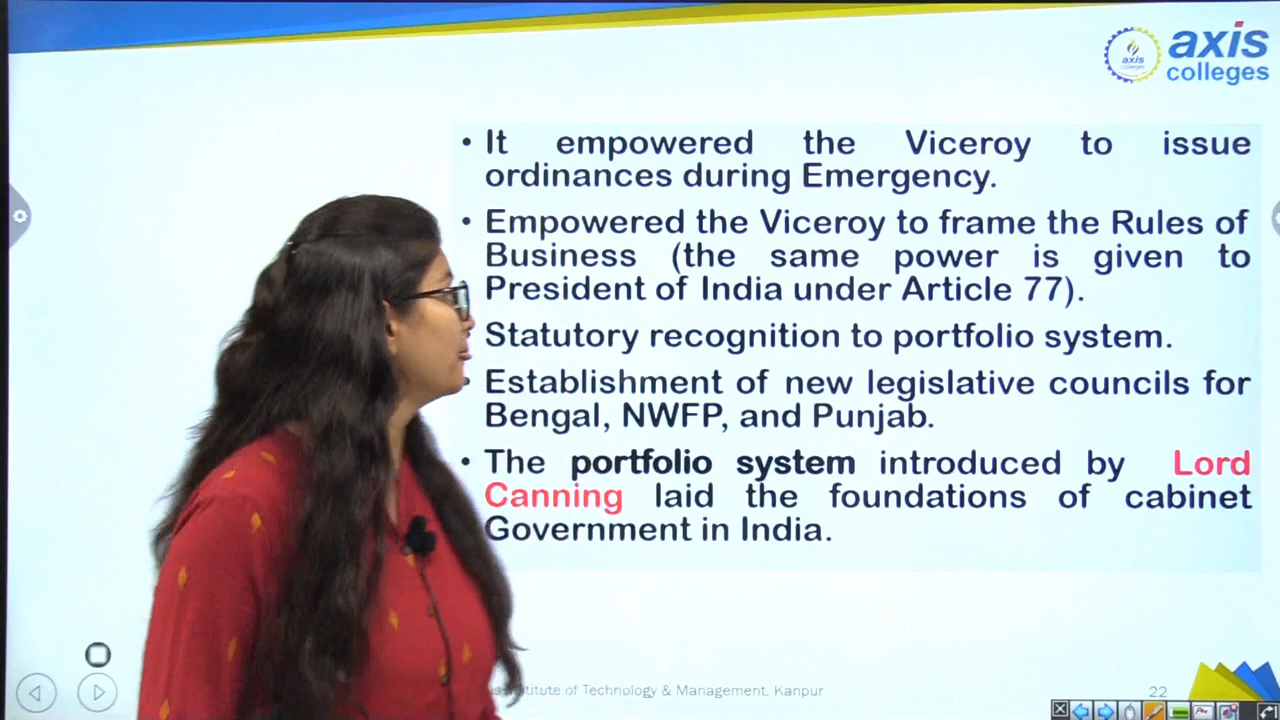 axis
colleges
axis
colleges
• It empowered the Viceroy to issue
ordinances during Emergency.
• Empowered the Viceroy to frame the Rules of
Business (the same power is given to
President of India under Article 77).
Statutory recognition to portfolio system.
• Establishment of new legislative councils for
Bengal, NWFP, and Punjab.
• The portfolio system introduced by Lord
Canning laid the foundations of cabinet
Government in India.
of Technology & Management, Kanpur
22